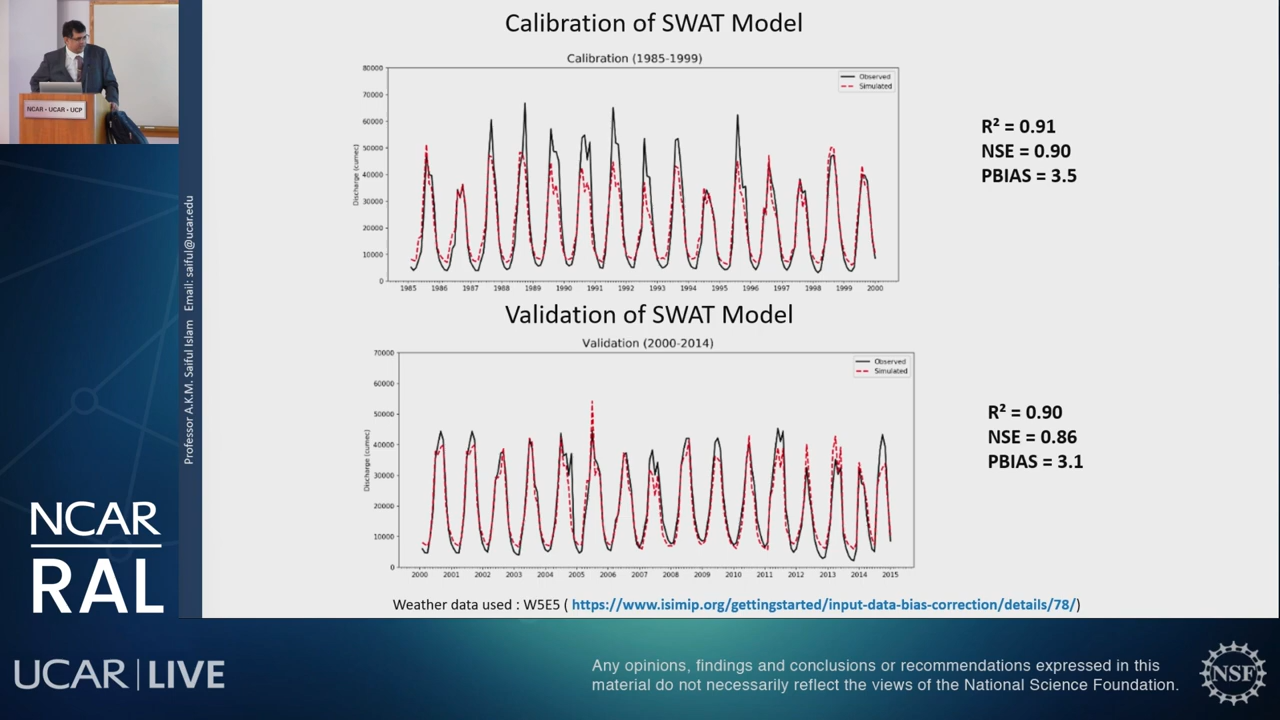 NCAR • UCAR • UCP
Professor A.K.M. Saiful Islam Email: saiful@ucar.edu
NCAR
RAL
Calibration of SWAT Model
Calibration (1985-1999)
Observed
Simulated
Discharge (cumec)
80000
70000
60000
50000
40000
30000
20000
10000
0
1985 1986 1987 1988 1989 1990 1991 1992 1993 1994 1995 1996 1997 1998 1999 2000
R² = 0.91
NSE = 0.90
PBIAS = 3.5
Validation of SWAT Model
Validation (2000-2014)
Observed
Simulated
Discharge (cumec)
70000
60000
50000
40000
30000
20000
10000
0
2000 2001 2002 2003 2004 2005 2006 2007 2008 2009 2010 2011 2012 2013 2014 2015
R² = 0.90
NSE = 0.86
PBIAS = 3.1
Weather data used : W5E5 ( https://www.isimip.org/gettingstarted/input-data-bias-correction/details/78/)
UCAR | LIVE
Any opinions, findings and conclusions or recommendations expressed in this
material do not necessarily reflect the views of the National Science Foundation.
NSF